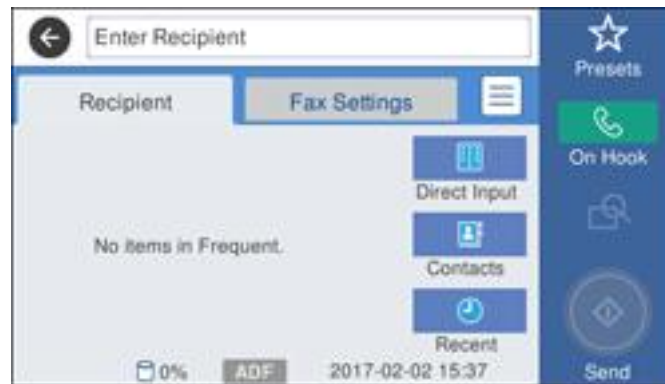 Enter Recipient
Presets
Recipient
Fax Settings
On Hook
Direct Input
No items in Frequent.
Contacts
Recent
0%
ADF
2017-02-02 15:37
Send